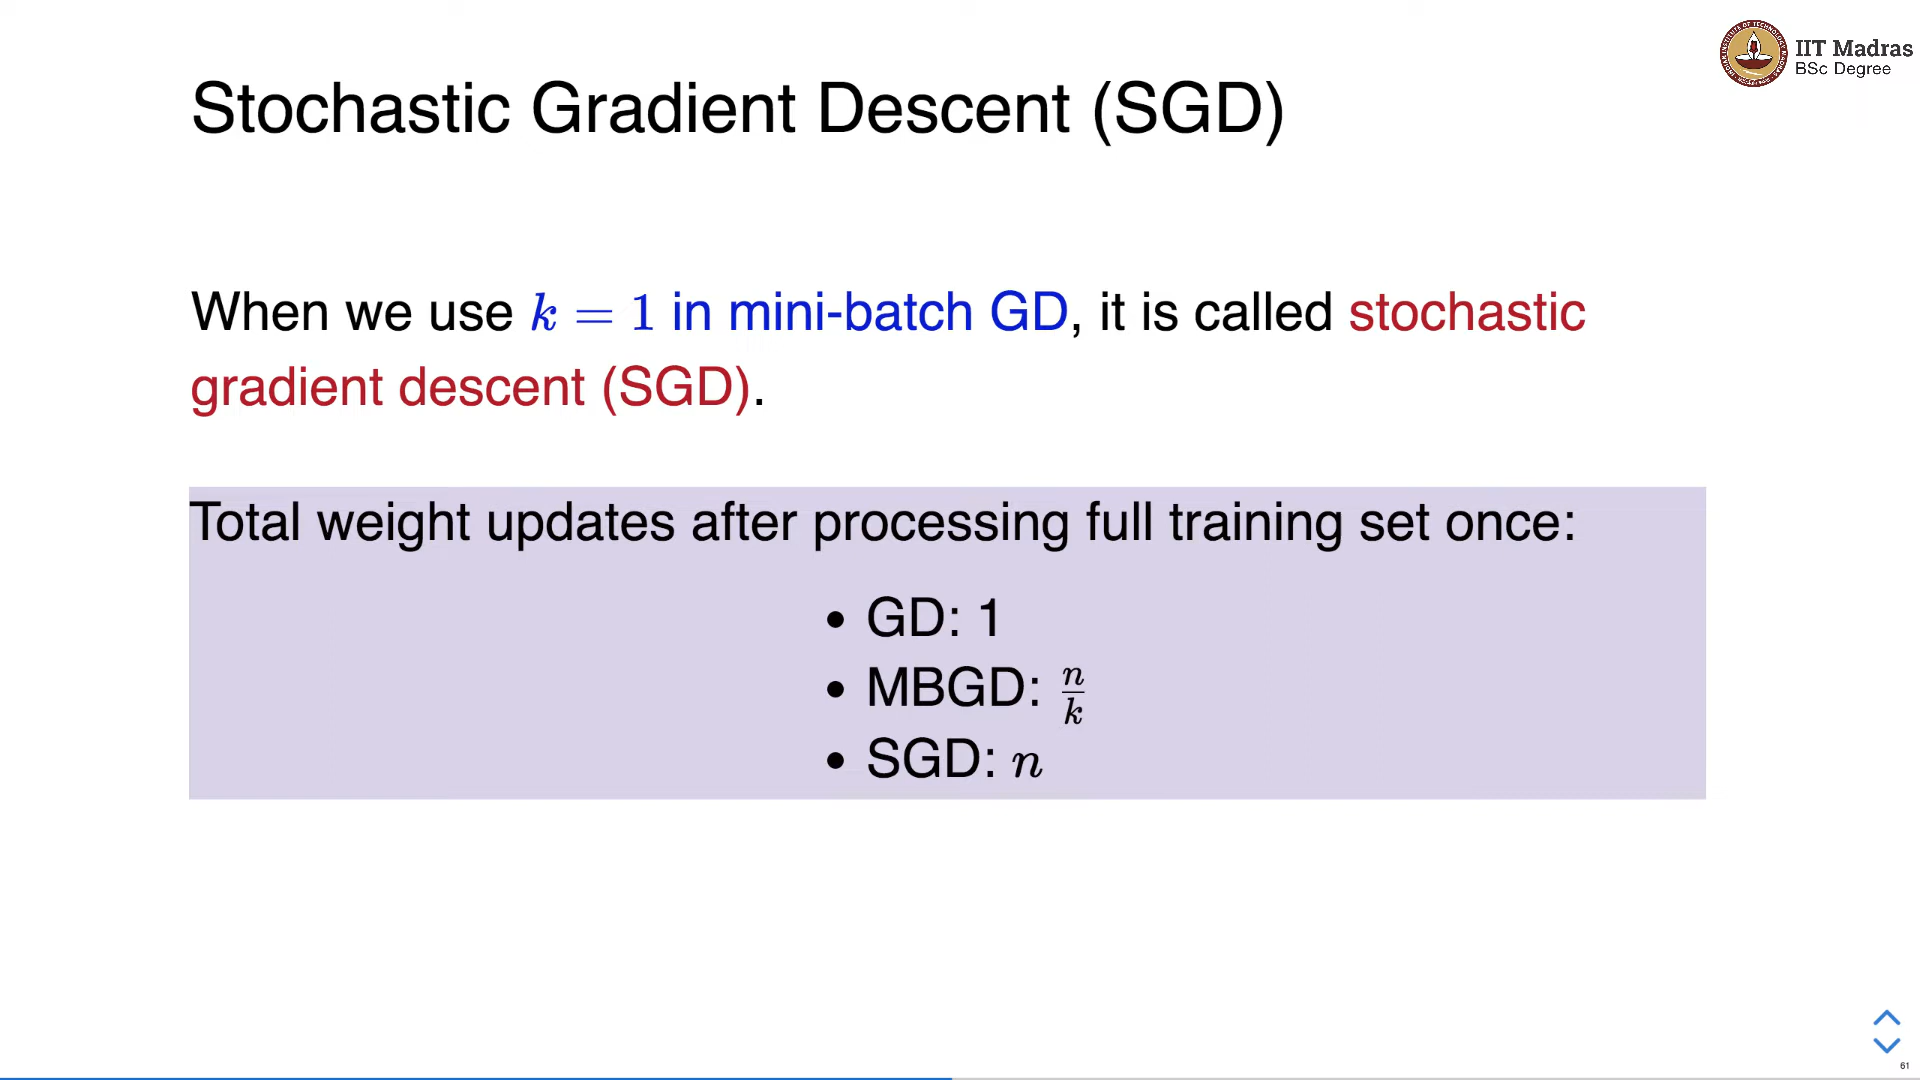 IIT Madras
BSc Degree
Stochastic Gradient Descent (SGD)
When we use k = 1 in mini-batch GD, it is called stochastic
gradient descent (SGD).
Total weight updates after processing full training set once:
• GD: 1
• MBGD: n/k
• SGD: n
61